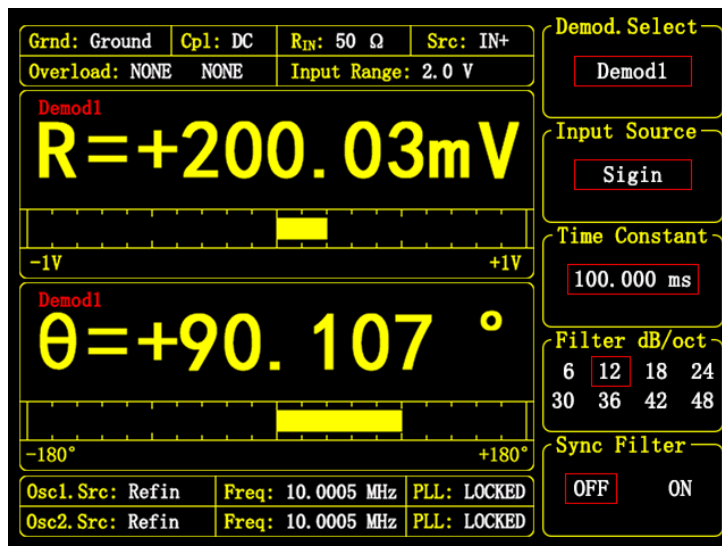 Grnd: Ground Cpl: DC RIN: 50 Ω Src: IN+
Overload: NONE NONE Input Range: 2.0 V
Demod1
R=+200.03mV
-1V +1V
Demod1
θ=+90.107 °
-180° +180°
Osc1.Src: Refin Freq: 10.0005 MHz PLL: LOCKED
Osc2.Src: Refin Freq: 10.0005 MHz PLL: LOCKED
Demod.Select
Demod1
Input Source
Sigin
Time Constant
100.000 ms
Filter dB/oct
6 12 18 24
30 36 42 48
Sync Filter
OFF ON